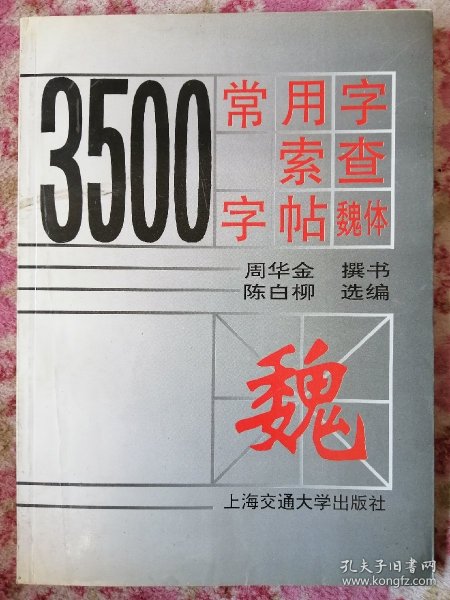 3500
常用字
索查
字帖魏体
周华金 撰书
陈白柳 选编
魏
上海交通大学出版社
孔夫子旧书网
www.kongfz.com